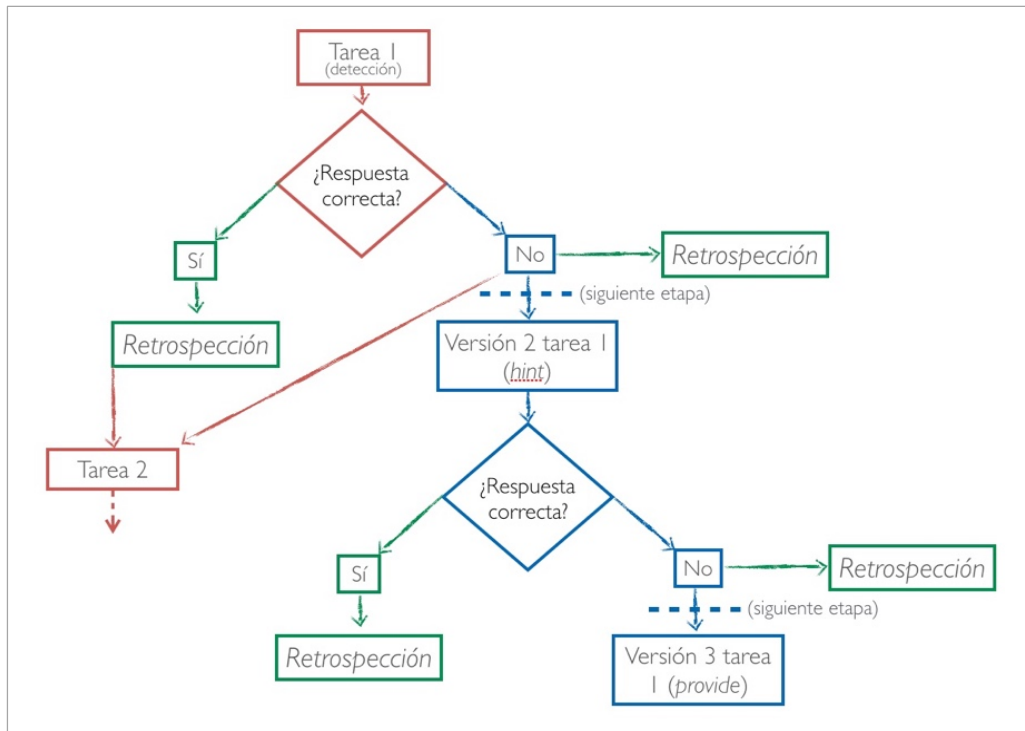 Tarea 1
(detección)
¿Respuesta
correcta?
Sí
No
Retrospección
(siguiente etapa)
Retrospección
Versión 2 tarea 1
(hint)
Tarea 2
¿Respuesta
correcta?
Sí
No
Retrospección
(siguiente etapa)
Retrospección
Versión 3 tarea
1 (provide)